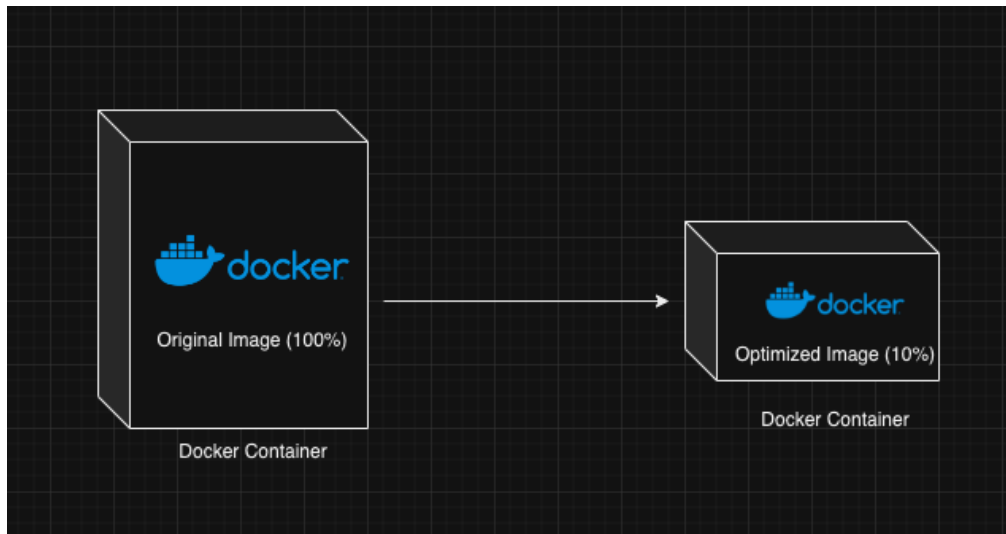 docker
Original Image (100%)
Docker Container
docker
Optimized Image (10%)
Docker Container